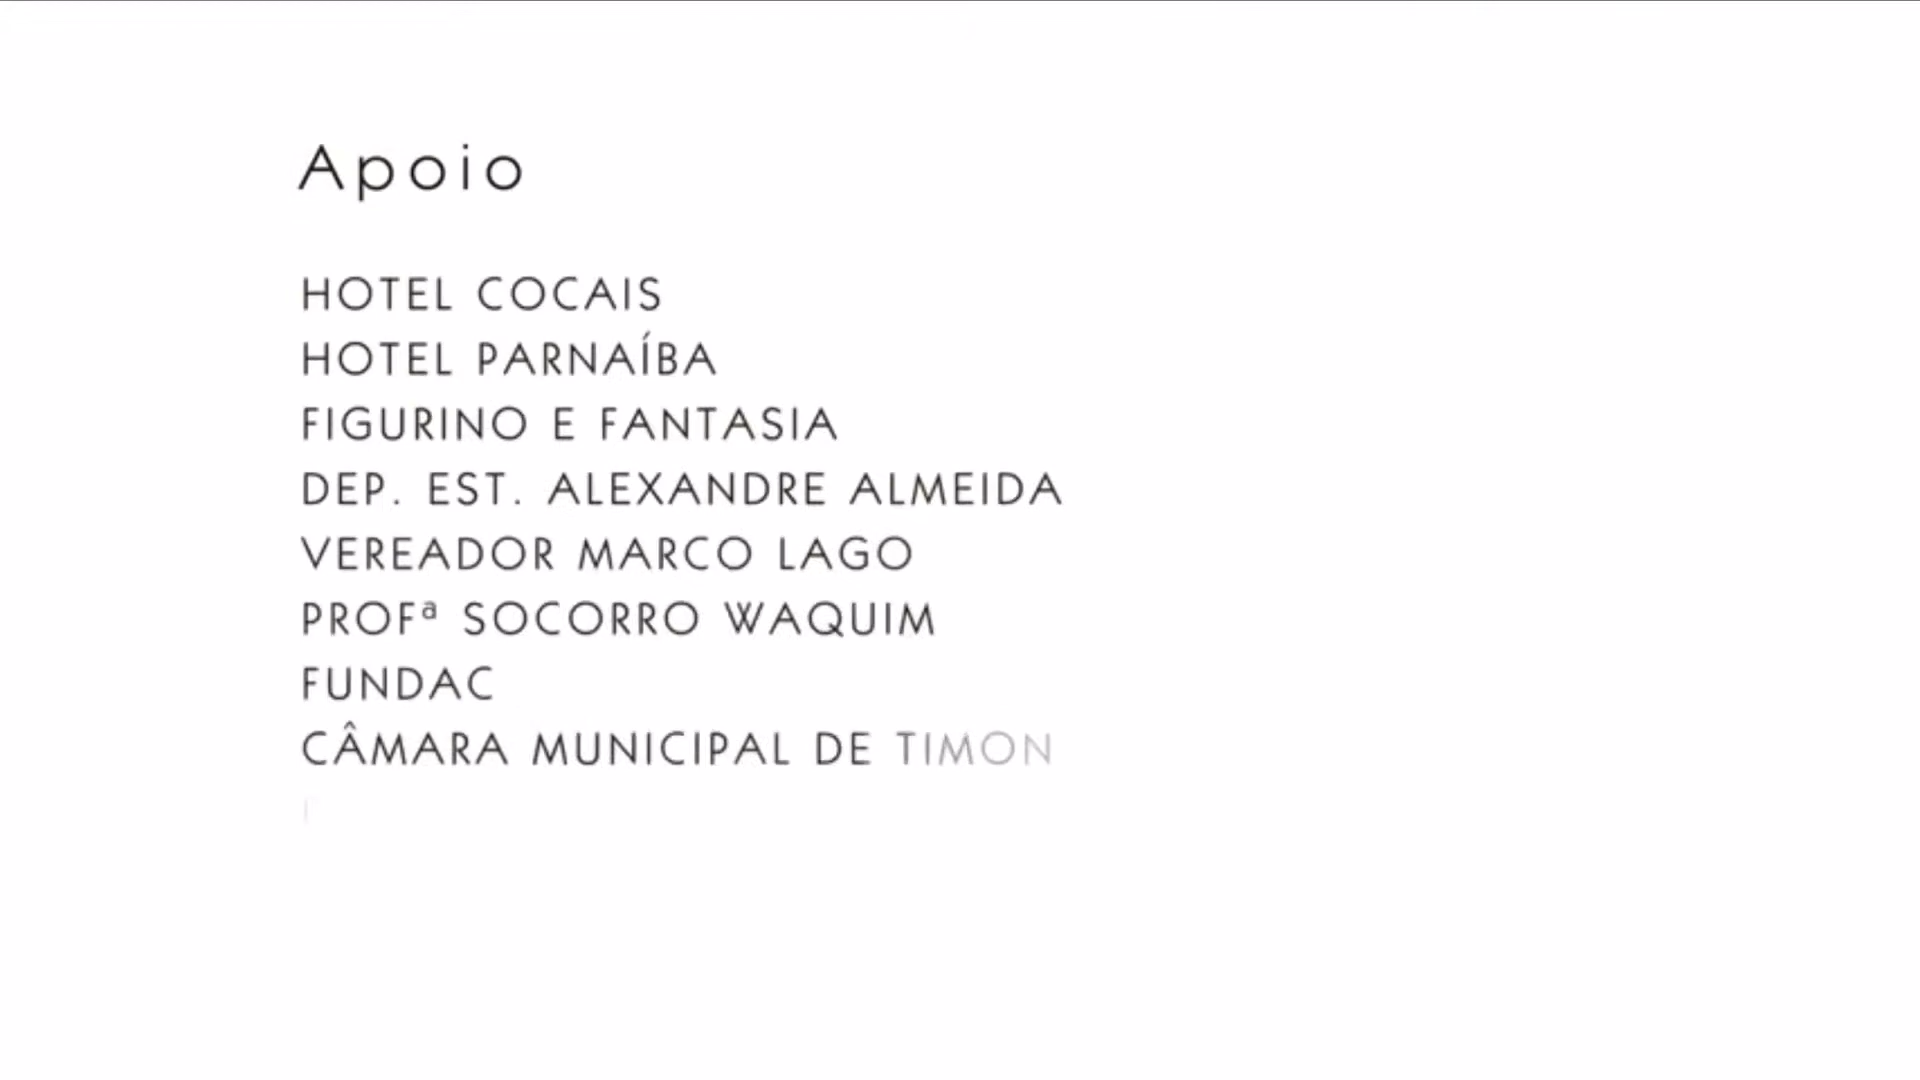 Apoio
HOTEL COCAIS
HOTEL PARNAÍBA
FIGURINO E FANTASIA
DEP. EST. ALEXANDRE ALMEIDA
VEREADOR MARCO LAGO
PROFª SOCORRO WAQUIM
FUNDAC
CÂMARA MUNICIPAL DE TIMON